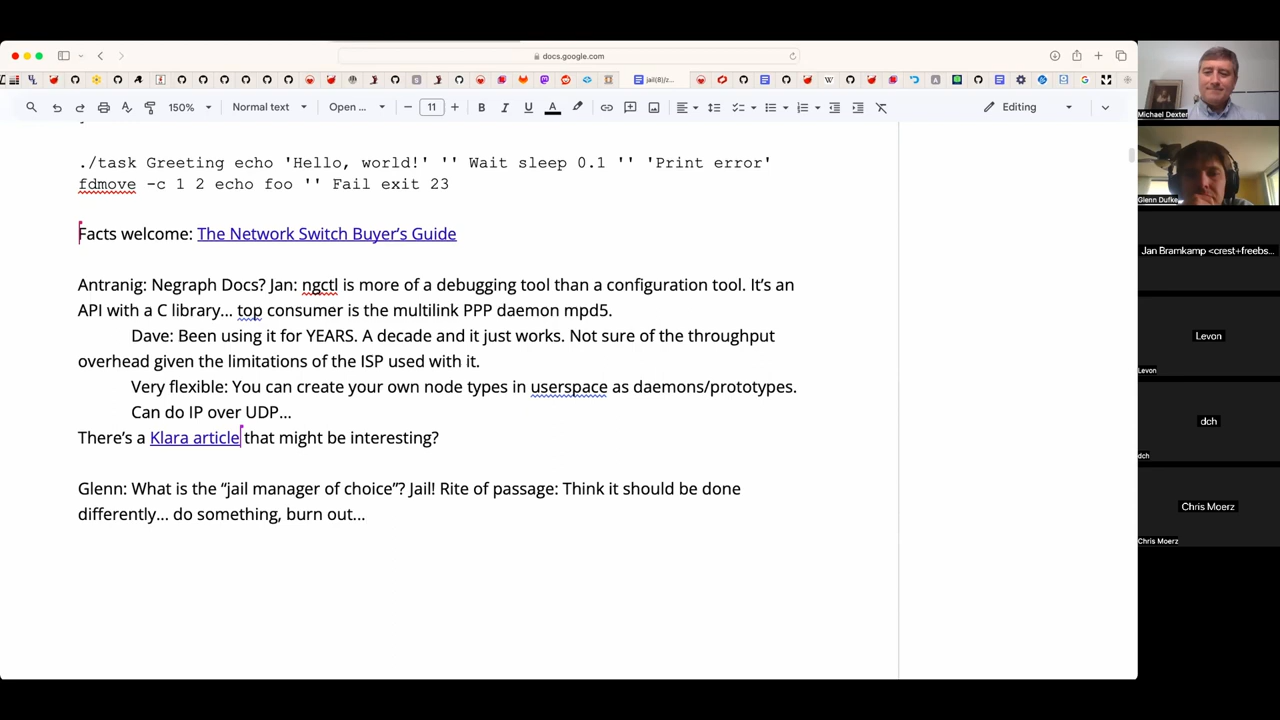 docs.google.com
jail(8)/z...
150%
Normal text
Open ...
11
Editing
./task Greeting echo 'Hello, world!' '' Wait sleep 0.1 '' 'Print error'
fdmove -c 1 2 echo foo '' Fail exit 23
Facts welcome: The Network Switch Buyer's Guide
Antranig: Negraph Docs? Jan: ngctl is more of a debugging tool than a configuration tool. It's an
API with a C library... top consumer is the multilink PPP daemon mpd5.
Dave: Been using it for YEARS. A decade and it just works. Not sure of the throughput
overhead given the limitations of the ISP used with it.
Very flexible: You can create your own node types in userspace as daemons/prototypes.
Can do IP over UDP...
There's a Klara article that might be interesting?
Glenn: What is the "jail manager of choice"? Jail! Rite of passage: Think it should be done
differently... do something, burn out...
Michael Dexter
Glenn Dufke
Jan Bramkamp <crest+freebs...
Levon
Levon
dch
dch
Chris Moerz
Chris Moerz